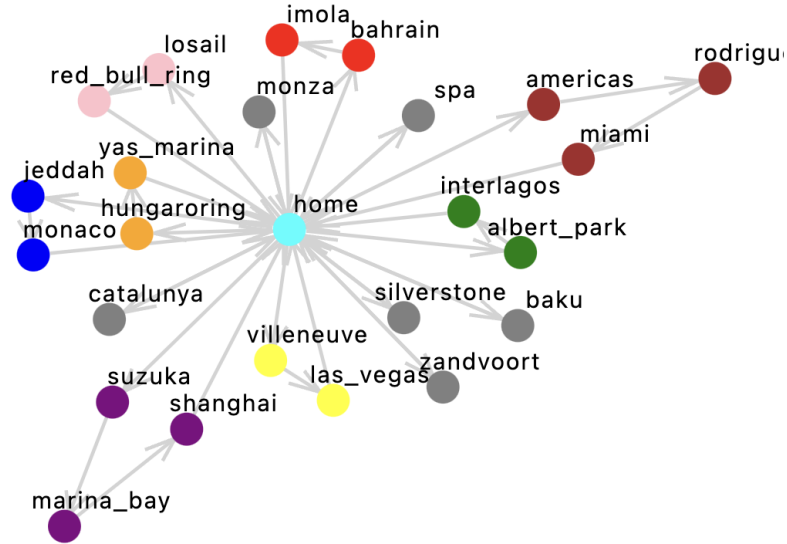 imola
bahrain
losail
red_bull_ring
rodrigu
monza
spa
americas
miami
yas_marina
jeddah
interlagos
home
hungaroring
albert_park
monaco
catalunya
silverstone
baku
villeneuve
zandvoort
las_vegas
suzuka
shanghai
marina_bay